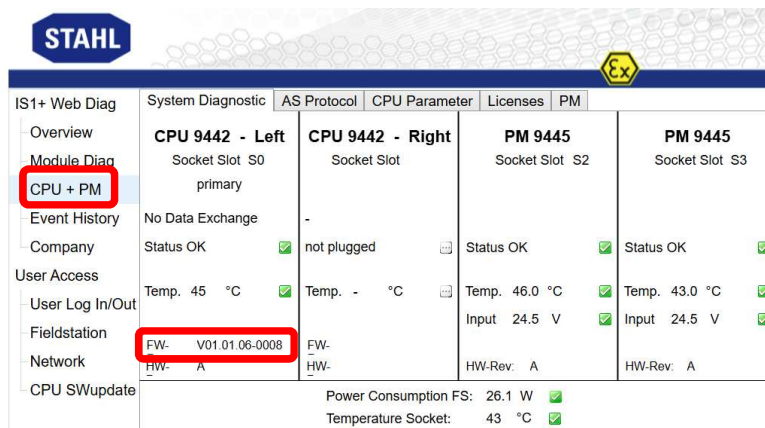 STAHL
Ex
IS1+ Web Diag
Overview
Module Diag
CPU + PM
Event History
Company
User Access
User Log In/Out
Fieldstation
Network
CPU SWupdate
System Diagnostic AS Protocol CPU Parameter Licenses PM
CPU 9442 - Left
Socket Slot S0
primary
No Data Exchange
Status OK
Temp. 45 °C
FW- V01.01.06-0008
HW- A
CPU 9442 - Right
Socket Slot
-
not plugged
Temp. - °C
FW-
HW-
PM 9445
Socket Slot S2
Status OK
Temp. 46.0 °C
Input 24.5 V
HW-Rev: A
PM 9445
Socket Slot S3
Status OK
Temp. 43.0 °C
Input 24.5 V
HW-Rev: A
Power Consumption FS: 26.1 W
Temperature Socket: 43 °C